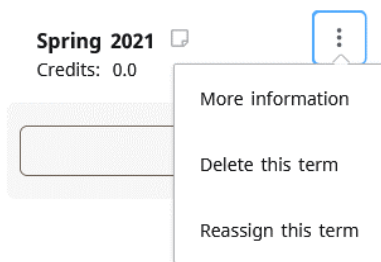 Spring 2021
Credits: 0.0
More information
Delete this term
Reassign this term